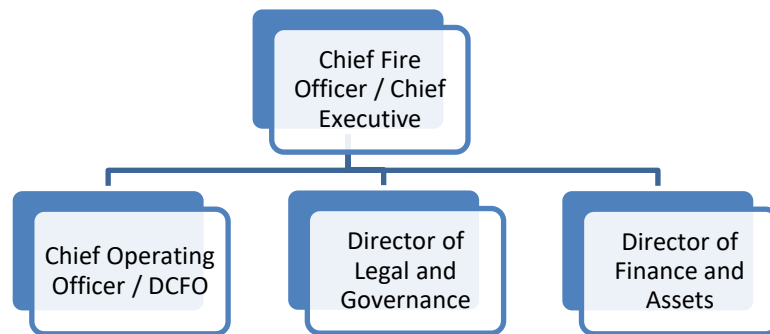 Chief Fire
Officer / Chief
Executive
Chief Operating
Officer / DCFO
Director of
Legal and
Governance
Director of
Finance and
Assets